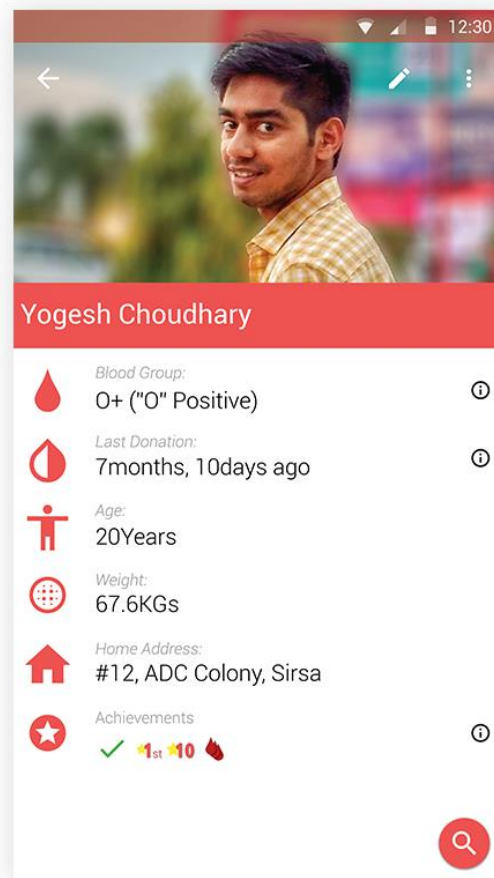 12:30
Yogesh Choudhary
Blood Group:
O+ ("O" Positive)
Last Donation:
7months, 10days ago
Age:
20Years
Weight:
67.6KGs
Home Address:
#12, ADC Colony, Sirsa
Achievements
1st 10